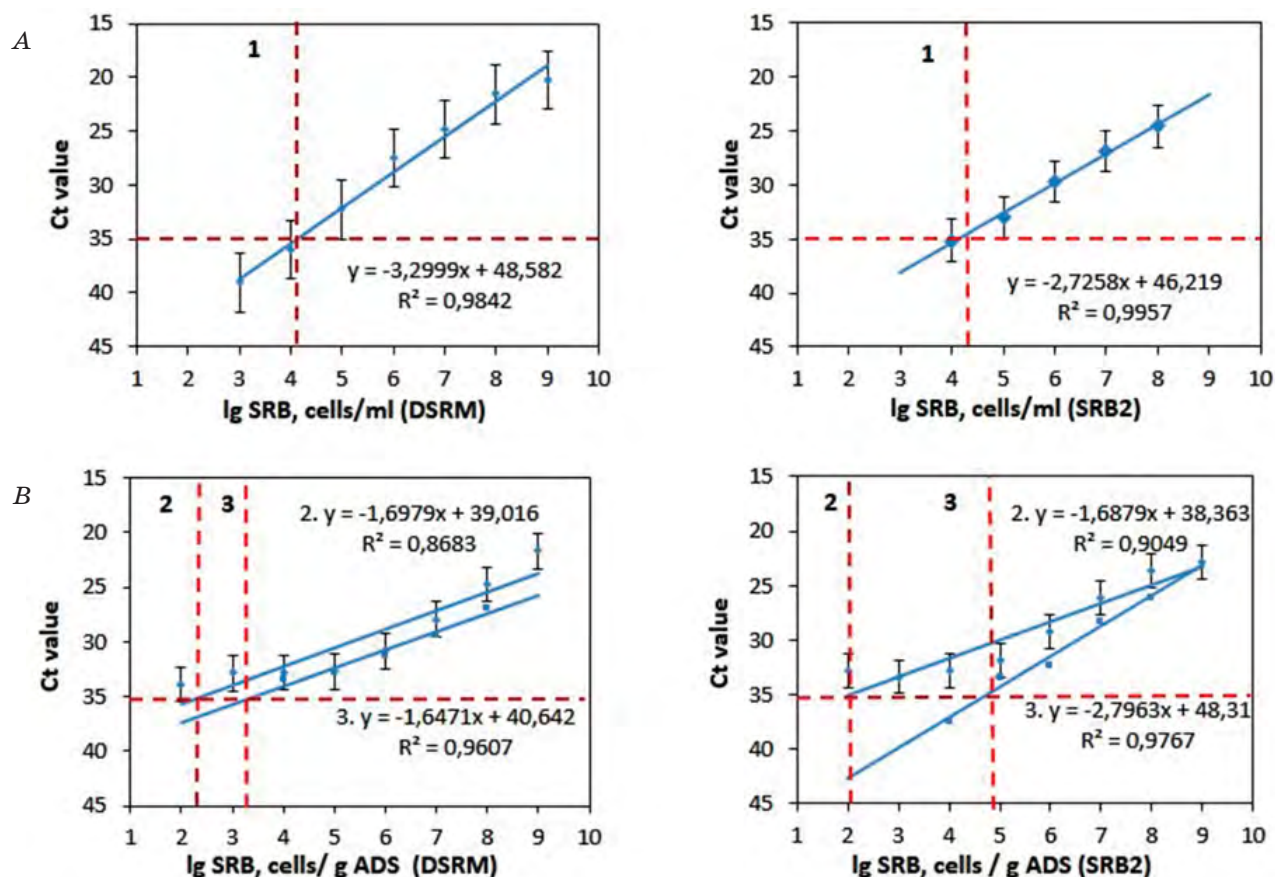 A
15
20
25
30
35
40
45
Ct value
1
y = -3,2999x + 48,582
R² = 0,9842
1 2 3 4 5 6 7 8 9 10
lg SRB, cells/ml (DSRM)
15
20
25
30
35
40
45
Ct value
1
y = -2,7258x + 46,219
R² = 0,9957
1 2 3 4 5 6 7 8 9 10
lg SRB, cells/ml (SRB2)
B
15
20
25
30
35
40
45
Ct value
2 3
2. y = -1,6979x + 39,016
R² = 0,8683
3. y = -1,6471x + 40,642
R² = 0,9607
1 2 3 4 5 6 7 8 9 10
lg SRB, cells/ g ADS (DSRM)
15
20
25
30
35
40
45
Ct value
2 3
2. y = -1,6879x + 38,363
R² = 0,9049
3. y = -2,7963x + 48,31
R² = 0,9767
1 2 3 4 5 6 7 8 9 10
lg SRB, cells / g ADS (SRB2)